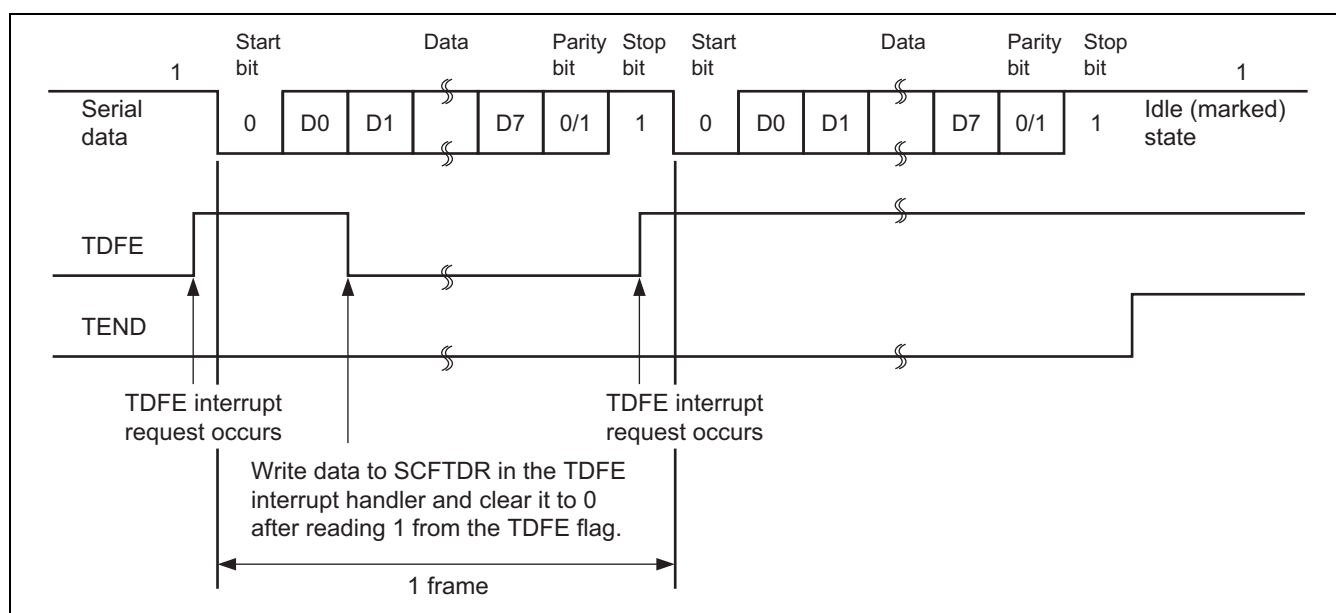 Start Data Parity Stop Start Data Parity Stop
bit bit bit bit bit bit
1 1
Serial
data
0 D0 D1 D7 0/1 1 0 D0 D1 D7 0/1 1
Idle (marked)
state
TDFE
TEND
TDFE interrupt
request occurs
TDFE interrupt
request occurs
Write data to SCFTDR in the TDFE
interrupt handler and clear it to 0
after reading 1 from the TDFE flag.
1 frame